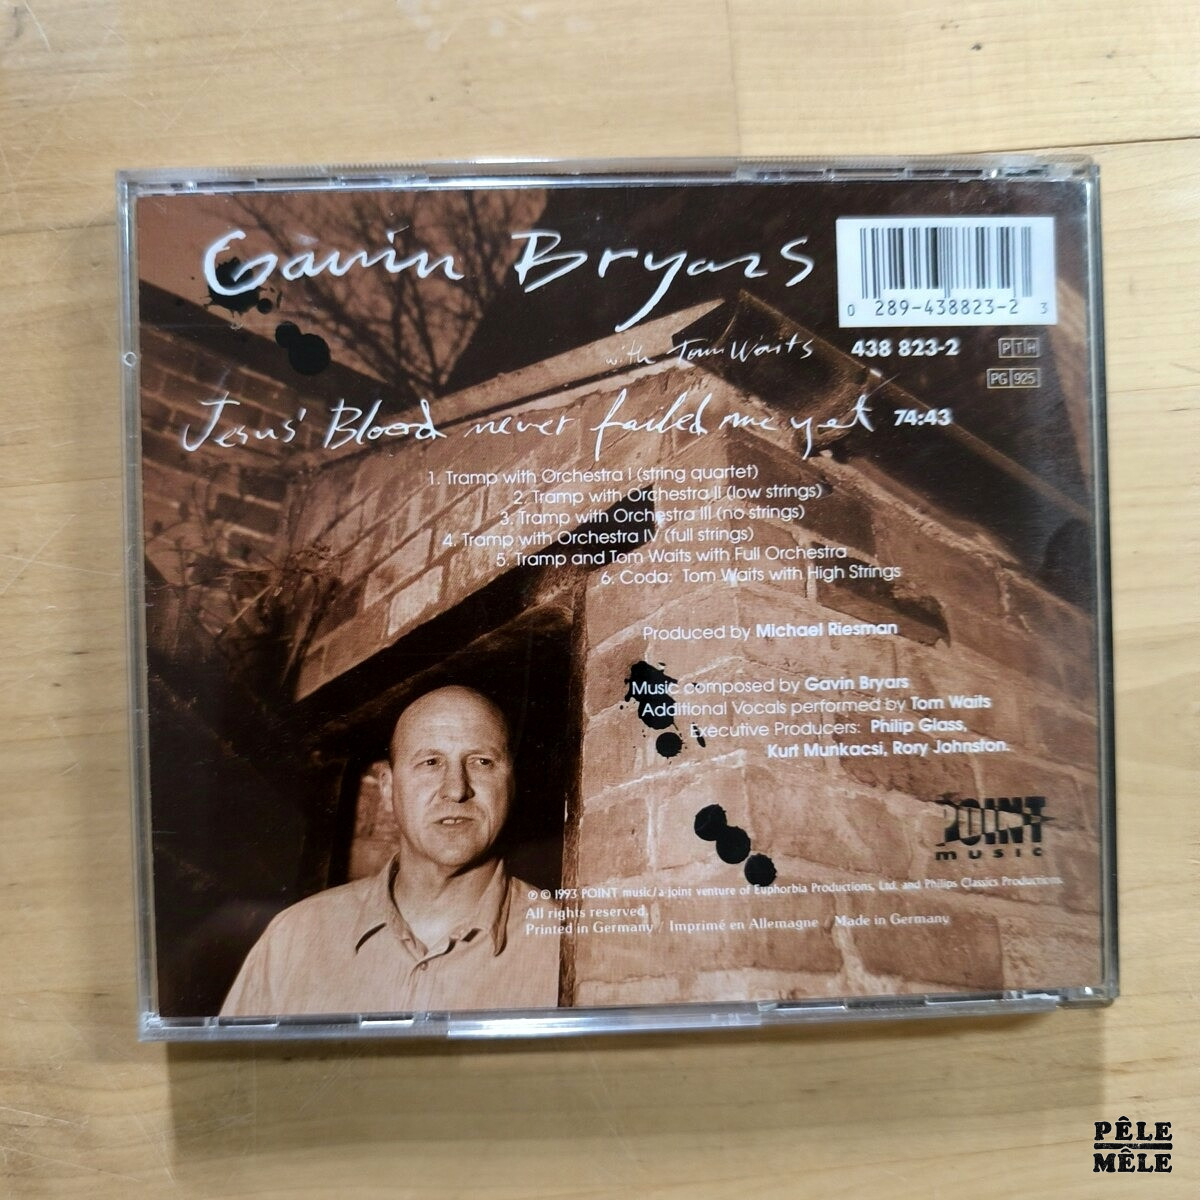 Gavin Bryars
0 289-438823-2 3
with Tom Waits
438 823-2
PTH
PG 925
Jesus' Blood never failed me yet 74:43
1. Tramp with Orchestra I (string quartet)
2. Tramp with Orchestra II (low strings)
3. Tramp with Orchestra III (no strings)
4. Tramp with Orchestra IV (full strings)
5. Tramp and Tom Waits with Full Orchestra
6. Coda: Tom Waits with High Strings
Produced by Michael Riesman
Music composed by Gavin Bryars
Additional Vocals performed by Tom Waits
Executive Producers: Philip Glass,
Kurt Munkacsi, Rory Johnston.
POINT
music
℗ © 1993 POINT music/a joint venture of Euphorbia Productions, Ltd. and Philips Classics Productions.
All rights reserved.
Printed in Germany / Imprimé en Allemagne / Made in Germany
PÊLE
MÊLE